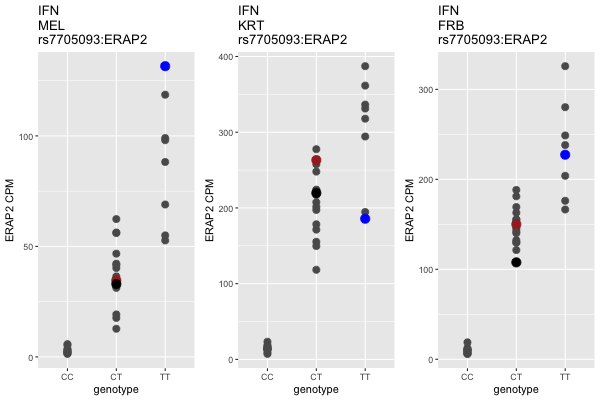 IFN
MEL
rs7705093:ERAP2
ERAP2 CPM
100
50
0
CC
CT
TT
genotype
IFN
KRT
rs7705093:ERAP2
ERAP2 CPM
400
300
200
100
0
CC
CT
TT
genotype
IFN
FRB
rs7705093:ERAP2
ERAP2 CPM
300
200
100
0
CC
CT
TT
genotype